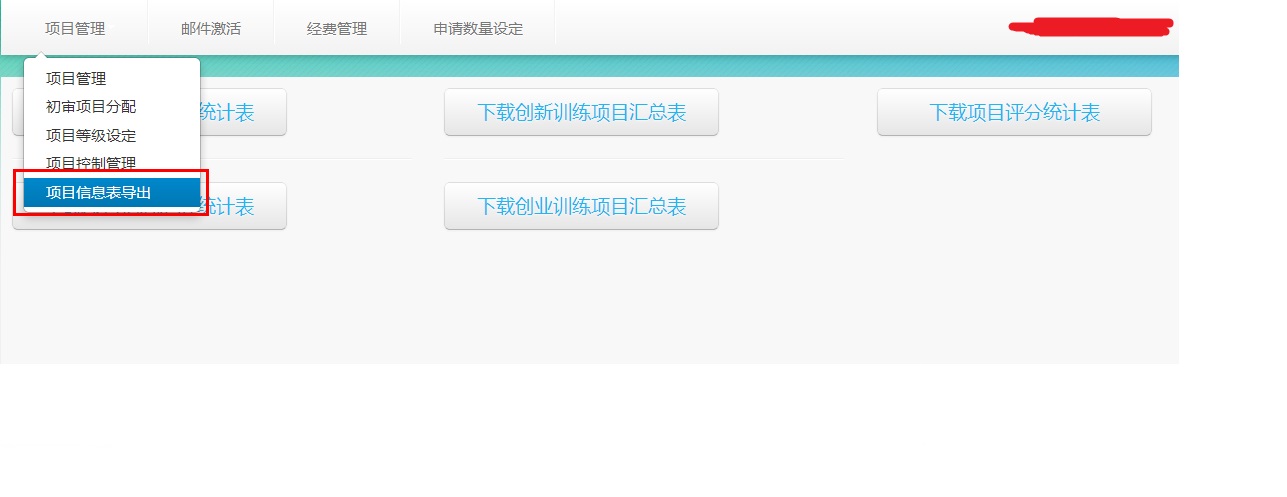 项目管理 邮件激活 经费管理 申请数量设定
项目管理
初审项目分配
项目等级设定
项目控制管理
项目信息表导出
统计表 下载创新训练项目汇总表 下载项目评分统计表
统计表 下载创业训练项目汇总表